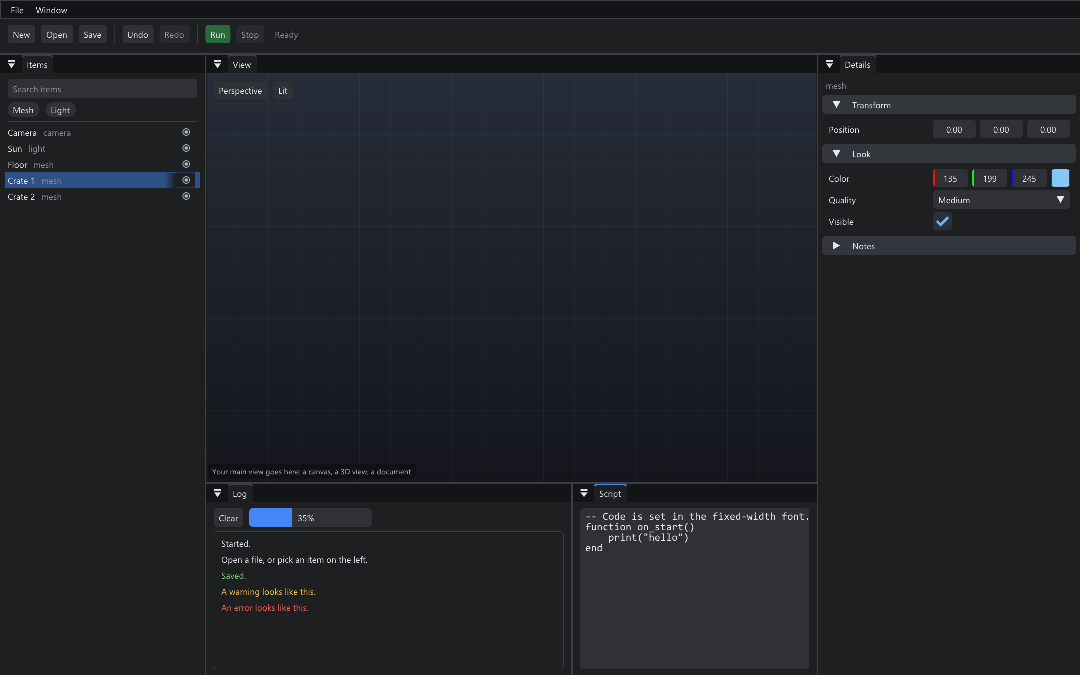 File Window
New Open Save Undo Redo Run Stop Ready
Items
Search items
Mesh Light
Camera camera
Sun light
Floor mesh
Crate 1 mesh
Crate 2 mesh
View
Perspective Lit
Your main view goes here: a canvas, a 3D view, a document
Log
Clear 35%
Started.
Open a file, or pick an item on the left.
Saved.
A warning looks like this.
An error looks like this.
Script
-- Code is set in the fixed-width font.
function on_start()
    print("hello")
end
Details
mesh
Transform
Position 0.00 0.00 0.00
Look
Color 135 199 245
Quality Medium
Visible
Notes